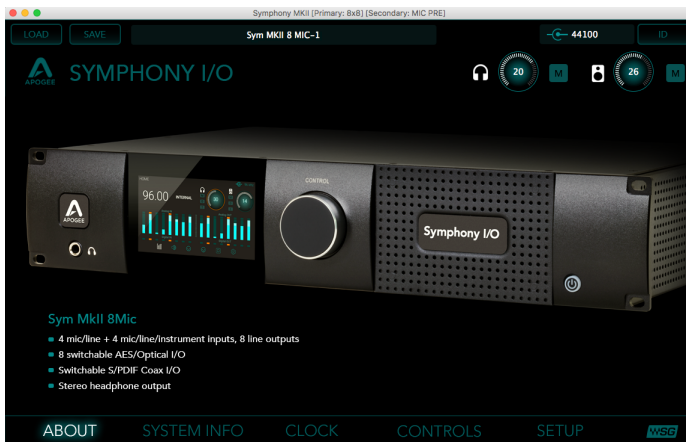 Symphony MKII [Primary: 8x8] [Secondary: MIC PRE]
LOAD SAVE Sym MKII 8 MIC-1 44100 ID
APOGEE SYMPHONY I/O 20 M 26 M
HOME
96.00 INTERNAL 30 14
CONTROL
APOGEE
Symphony I/O
Sym MkII 8Mic
4 mic/line + 4 mic/line/instrument inputs, 8 line outputs
8 switchable AES/Optical I/O
Switchable S/PDIF Coax I/O
Stereo headphone output
ABOUT SYSTEM INFO CLOCK CONTROLS SETUP WSG